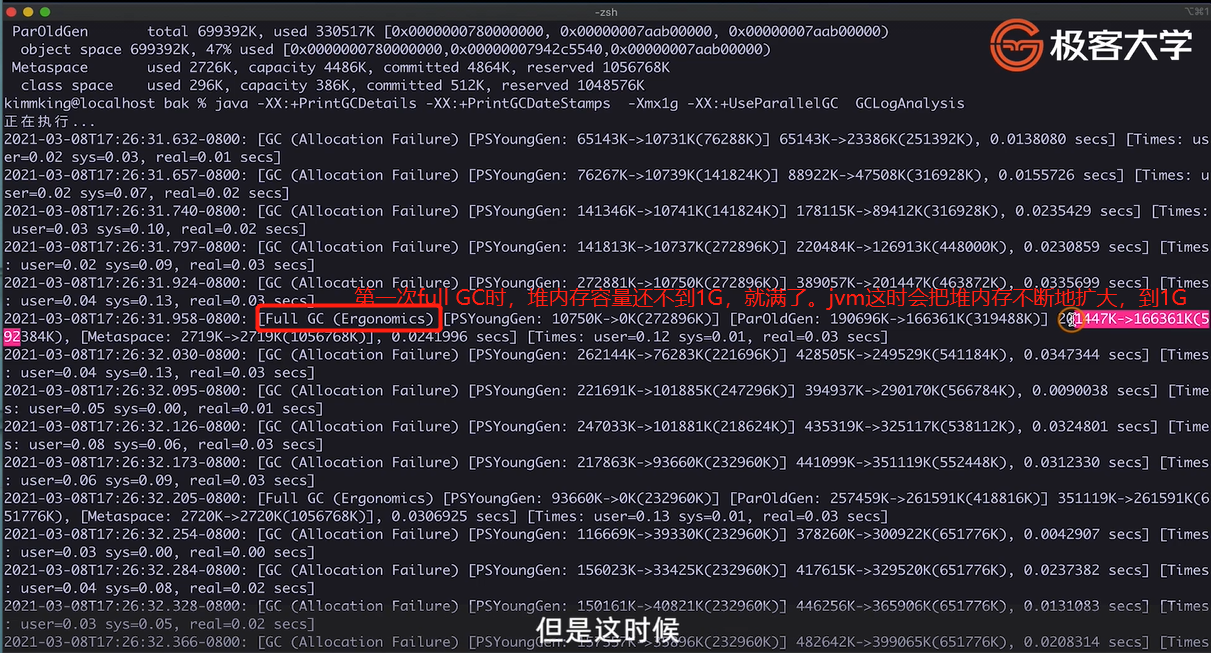 -zsh
⌥⌘1
ParOldGen total 699392K, used 330517K [0x0000000780000000, 0x00000007aab00000, 0x00000007aab00000)
object space 699392K, 47% used [0x0000000780000000,0x00000007942c5540,0x00000007aab00000)
极客大学
Metaspace used 2726K, capacity 4486K, committed 4864K, reserved 1056768K
class space used 296K, capacity 386K, committed 512K, reserved 1048576K
kimmking@localhost bak % java -XX:+PrintGCDetails -XX:+PrintGCDateStamps -Xmx1g -XX:+UseParallelGC GCLogAnalysis
正在执行...
2021-03-08T17:26:31.632-0800: [GC (Allocation Failure) [PSYoungGen: 65143K->10731K(76288K)] 65143K->23386K(251392K), 0.0138080 secs] [Times: us
er=0.02 sys=0.03, real=0.01 secs]
2021-03-08T17:26:31.657-0800: [GC (Allocation Failure) [PSYoungGen: 76267K->10739K(141824K)] 88922K->47508K(316928K), 0.0155726 secs] [Times: u
ser=0.02 sys=0.07, real=0.02 secs]
2021-03-08T17:26:31.740-0800: [GC (Allocation Failure) [PSYoungGen: 141346K->10741K(141824K)] 178115K->89412K(316928K), 0.0235429 secs] [Times:
user=0.03 sys=0.10, real=0.02 secs]
2021-03-08T17:26:31.797-0800: [GC (Allocation Failure) [PSYoungGen: 141813K->10737K(272896K)] 220484K->126913K(448000K), 0.0230859 secs] [Times
: user=0.02 sys=0.09, real=0.03 secs]
2021-03-08T17:26:31.924-0800: [GC (Allocation Failure) [PSYoungGen: 272881K->10750K(272896K)] 389057K->201447K(463872K), 0.0335699 secs] [Times
: user=0.04 sys=0.13, real=0.03 secs]
第一次full GC时，堆内存容量还不到1G，就满了。jvm这时会把堆内存不断地扩大，到1G
2021-03-08T17:26:31.958-0800: [Full GC (Ergonomics) [PSYoungGen: 10750K->0K(272896K)] [ParOldGen: 190696K->166361K(319488K)] 201447K->166361K(5
92384K), [Metaspace: 2719K->2719K(1056768K)], 0.0241996 secs] [Times: user=0.12 sys=0.01, real=0.03 secs]
2021-03-08T17:26:32.030-0800: [GC (Allocation Failure) [PSYoungGen: 262144K->76283K(221696K)] 428505K->249529K(541184K), 0.0347344 secs] [Times
: user=0.04 sys=0.13, real=0.03 secs]
2021-03-08T17:26:32.095-0800: [GC (Allocation Failure) [PSYoungGen: 221691K->101885K(247296K)] 394937K->290170K(566784K), 0.0090038 secs] [Time
s: user=0.05 sys=0.00, real=0.01 secs]
2021-03-08T17:26:32.126-0800: [GC (Allocation Failure) [PSYoungGen: 247033K->101881K(218624K)] 435319K->325117K(538112K), 0.0324801 secs] [Time
s: user=0.08 sys=0.06, real=0.03 secs]
2021-03-08T17:26:32.173-0800: [GC (Allocation Failure) [PSYoungGen: 217863K->93660K(232960K)] 441099K->351119K(552448K), 0.0312330 secs] [Times
: user=0.06 sys=0.09, real=0.03 secs]
2021-03-08T17:26:32.205-0800: [Full GC (Ergonomics) [PSYoungGen: 93660K->0K(232960K)] [ParOldGen: 257459K->261591K(418816K)] 351119K->261591K(6
51776K), [Metaspace: 2720K->2720K(1056768K)], 0.0306925 secs] [Times: user=0.13 sys=0.01, real=0.03 secs]
2021-03-08T17:26:32.254-0800: [GC (Allocation Failure) [PSYoungGen: 116669K->39330K(232960K)] 378260K->300922K(651776K), 0.0042907 secs] [Times
: user=0.03 sys=0.00, real=0.00 secs]
2021-03-08T17:26:32.284-0800: [GC (Allocation Failure) [PSYoungGen: 156023K->33425K(232960K)] 417615K->329520K(651776K), 0.0237382 secs] [Times
: user=0.04 sys=0.08, real=0.02 secs]
2021-03-08T17:26:32.328-0800: [GC (Allocation Failure) [PSYoungGen: 150161K->40821K(232960K)] 446256K->365906K(651776K), 0.0131083 secs] [Times
: user=0.03 sys=0.05, real=0.02 secs]
但是这时候
2021-03-08T17:26:32.366-0800: [GC (Allocation Failure) [PSYoungGen: (232960K)] 482642K->399065K(651776K), 0.0208314 secs] [Times